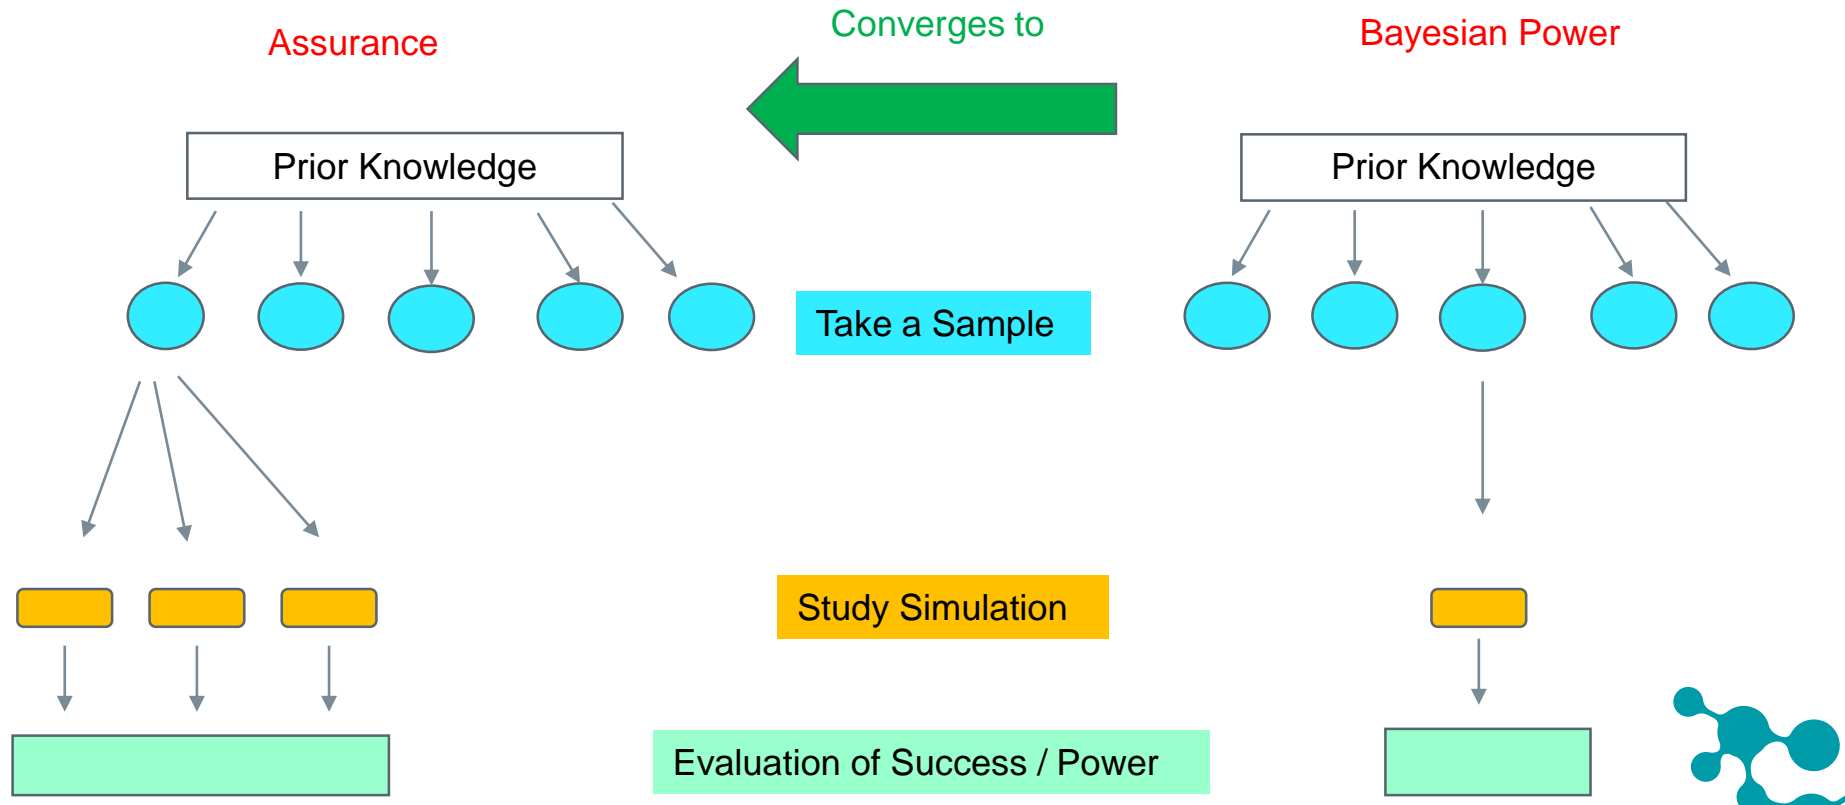 Assurance
Converges to
Bayesian Power
Prior Knowledge
Prior Knowledge
Take a Sample
Study Simulation
Evaluation of Success / Power